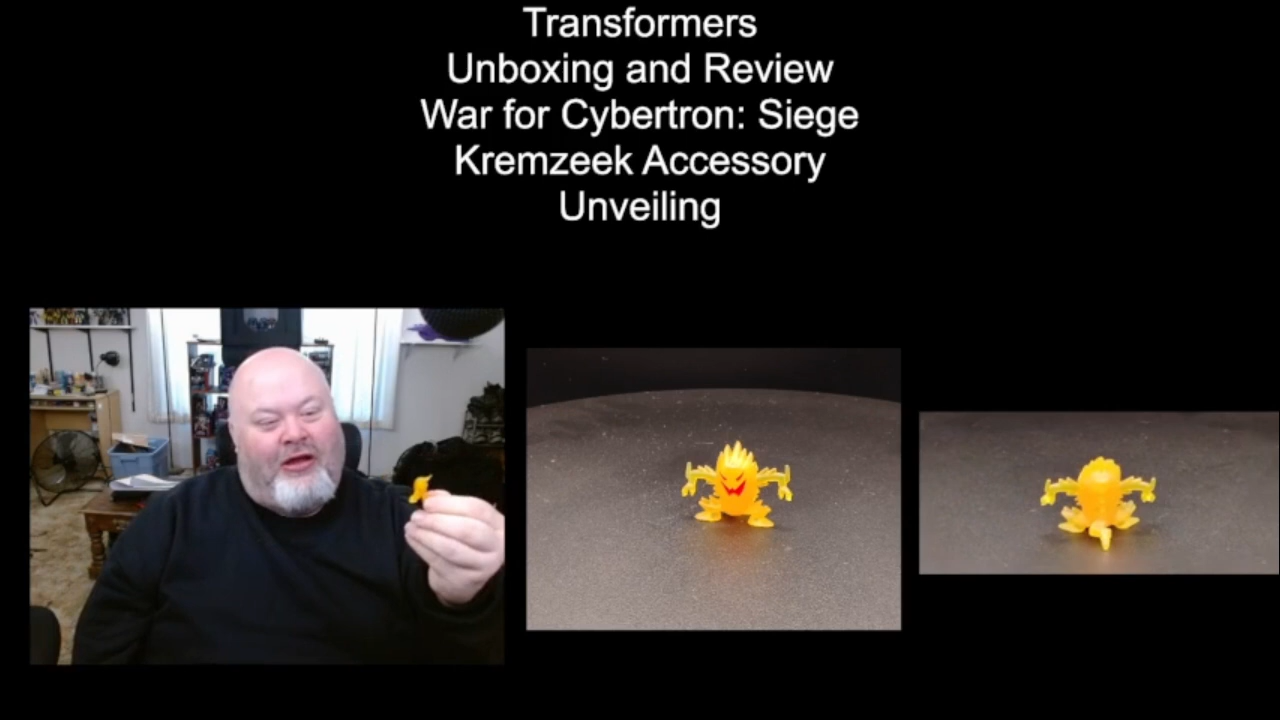 Transformers
Unboxing and Review
War for Cybertron: Siege
Kremzeek Accessory
Unveiling